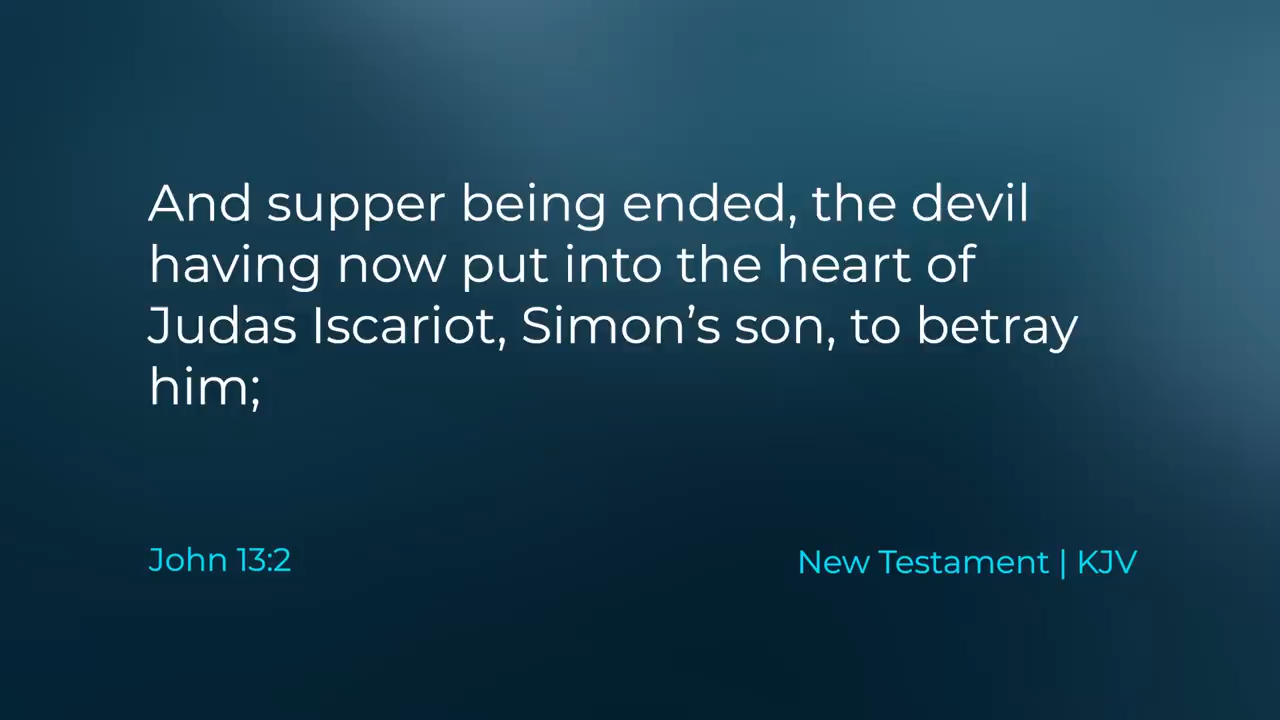 And supper being ended, the devil
having now put into the heart of
Judas Iscariot, Simon’s son, to betray
him;
John 13:2
New Testament | KJV